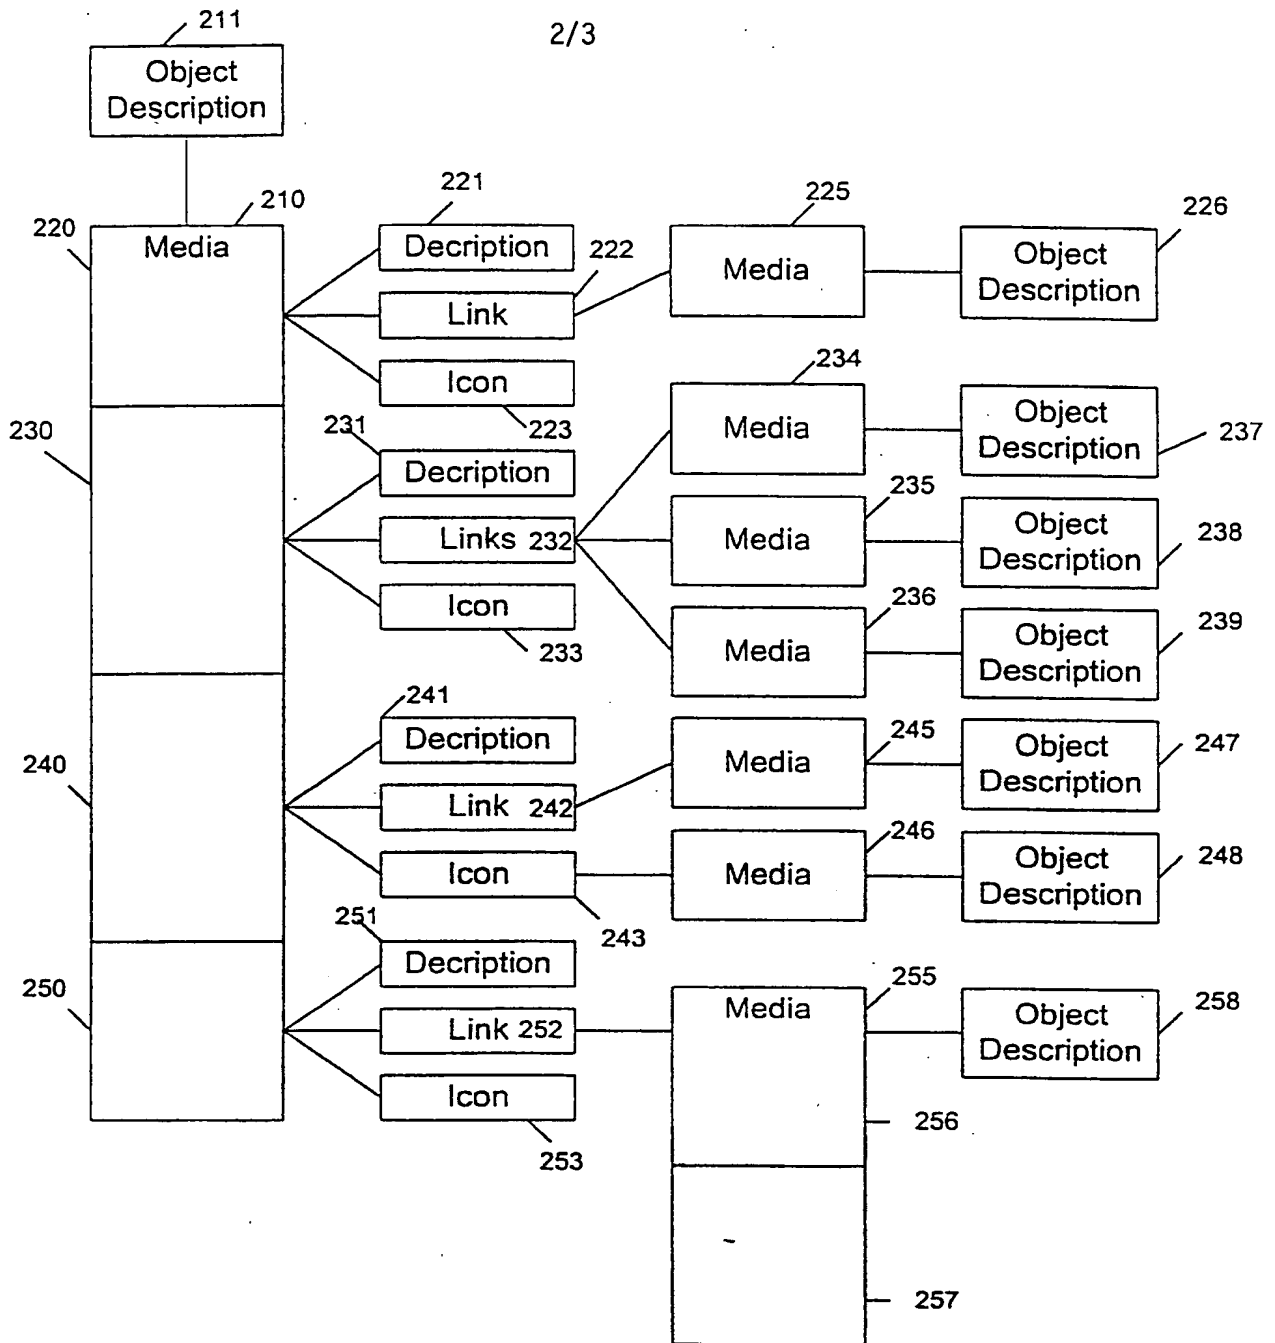 211
2/3
Object
Description
210
220
Media
221
Decription
222
Link
Icon
223
225
Media
226
Object
Description
230
231
Decription
Links 232
Icon
233
234
Media
Object
Description
237
235
Media
Object
Description
238
236
Media
Object
Description
239
240
241
Decription
Link 242
Icon
243
Media
245
Object
Description
247
246
Media
Object
Description
248
250
251
Decription
Link 252
Icon
253
255
Media
Object
Description
258
256
257